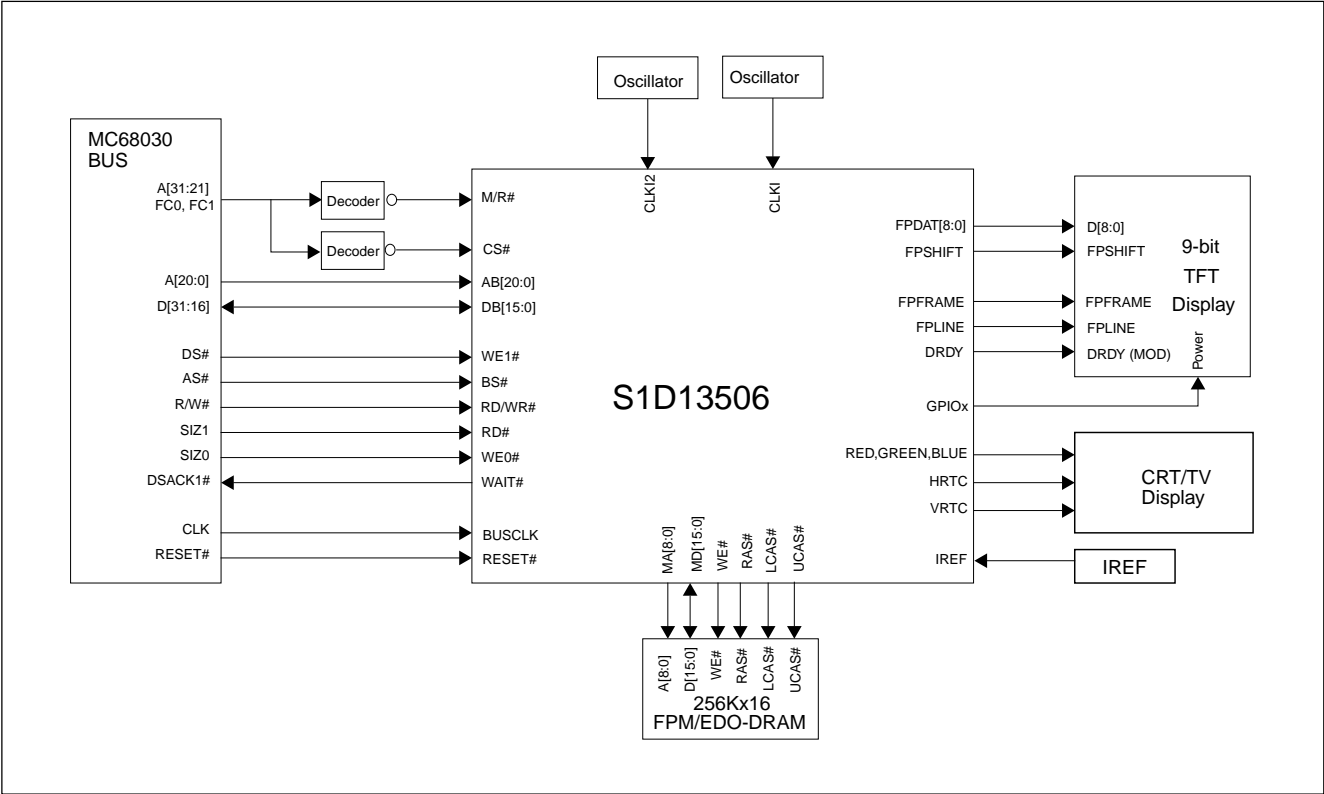 Oscillator
Oscillator
MC68030
BUS
A[31:21]
FC0, FC1
Decoder
Decoder
A[20:0]
D[31:16]
DS#
AS#
R/W#
SIZ1
SIZ0
DSACK1#
CLK
RESET#
M/R#
CS#
AB[20:0]
DB[15:0]
WE1#
BS#
RD/WR#
RD#
WE0#
WAIT#
BUSCLK
RESET#
CLKI2
CLKI
S1D13506
FPDAT[8:0]
FPSHIFT
FPFRAME
FPLINE
DRDY
GPIOx
RED,GREEN,BLUE
HRTC
VRTC
IREF
D[8:0]
FPSHIFT
FPFRAME
FPLINE
DRDY (MOD)
9-bit
TFT
Display
Power
CRT/TV
Display
IREF
MA[8:0]
MD[15:0]
WE#
RAS#
LCAS#
UCAS#
A[8:0]
D[15:0]
WE#
RAS#
LCAS#
UCAS#
256Kx16
FPM/EDO-DRAM